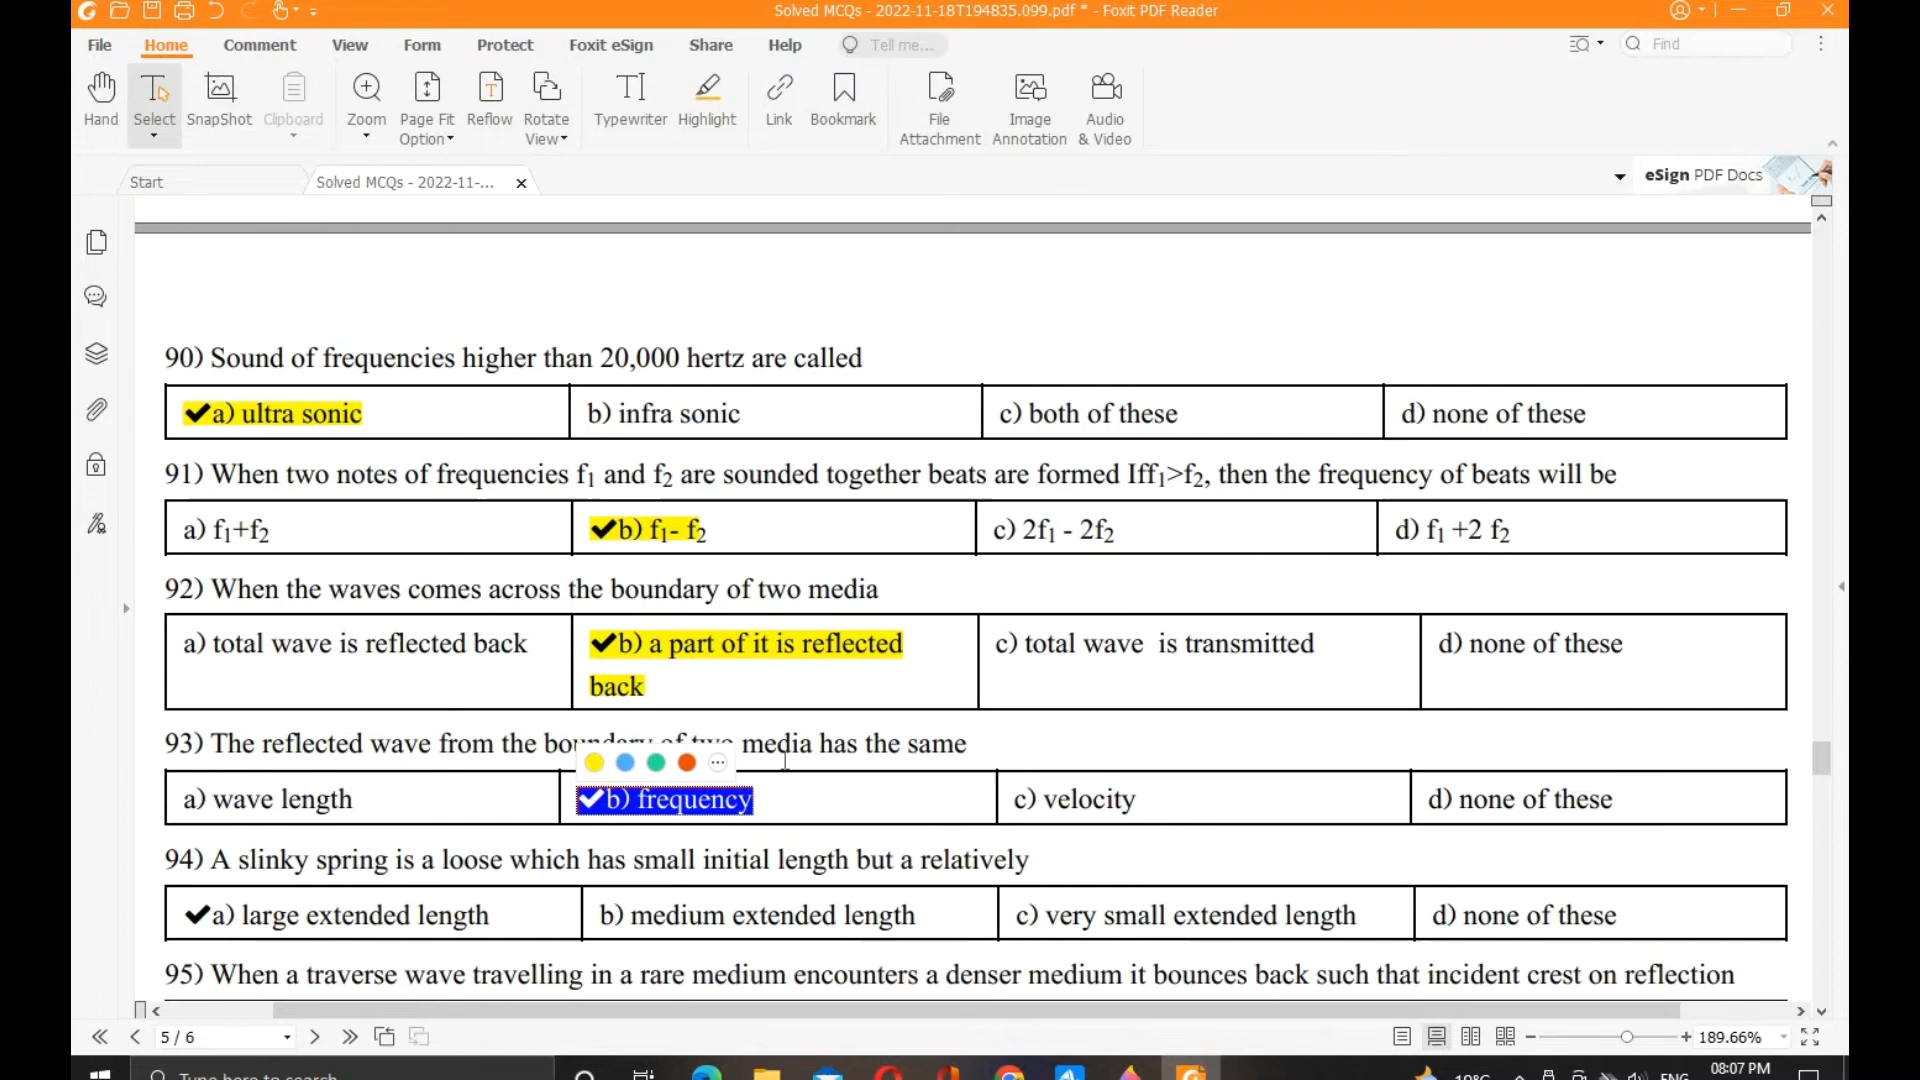 Solved MCQs - 2022-11-18T194835.099.pdf * - Foxit PDF Reader
File Home Comment View Form Protect Foxit eSign Share Help Tell me... Find
Hand Select SnapShot Clipboard Zoom Page Fit Option Reflow Rotate View Typewriter Highlight Link Bookmark File Attachment Image Annotation Audio & Video
Start Solved MCQs - 2022-11-... eSign PDF Docs
90) Sound of frequencies higher than 20,000 hertz are called
✔a) ultra sonic b) infra sonic c) both of these d) none of these
91) When two notes of frequencies f₁ and f₂ are sounded together beats are formed Iff₁>f₂, then the frequency of beats will be
a) f₁+f₂ ✔b) f₁- f₂ c) 2f₁ - 2f₂ d) f₁ +2 f₂
92) When the waves comes across the boundary of two media
a) total wave is reflected back ✔b) a part of it is reflected c) total wave is transmitted d) none of these
back
93) The reflected wave from the boundary of two media has the same
a) wave length ✔b) frequency c) velocity d) none of these
94) A slinky spring is a loose which has small initial length but a relatively
✔a) large extended length b) medium extended length c) very small extended length d) none of these
95) When a traverse wave travelling in a rare medium encounters a denser medium it bounces back such that incident crest on reflection
5 / 6 189.66%
Type here to search 19°C ENG 08:07 PM